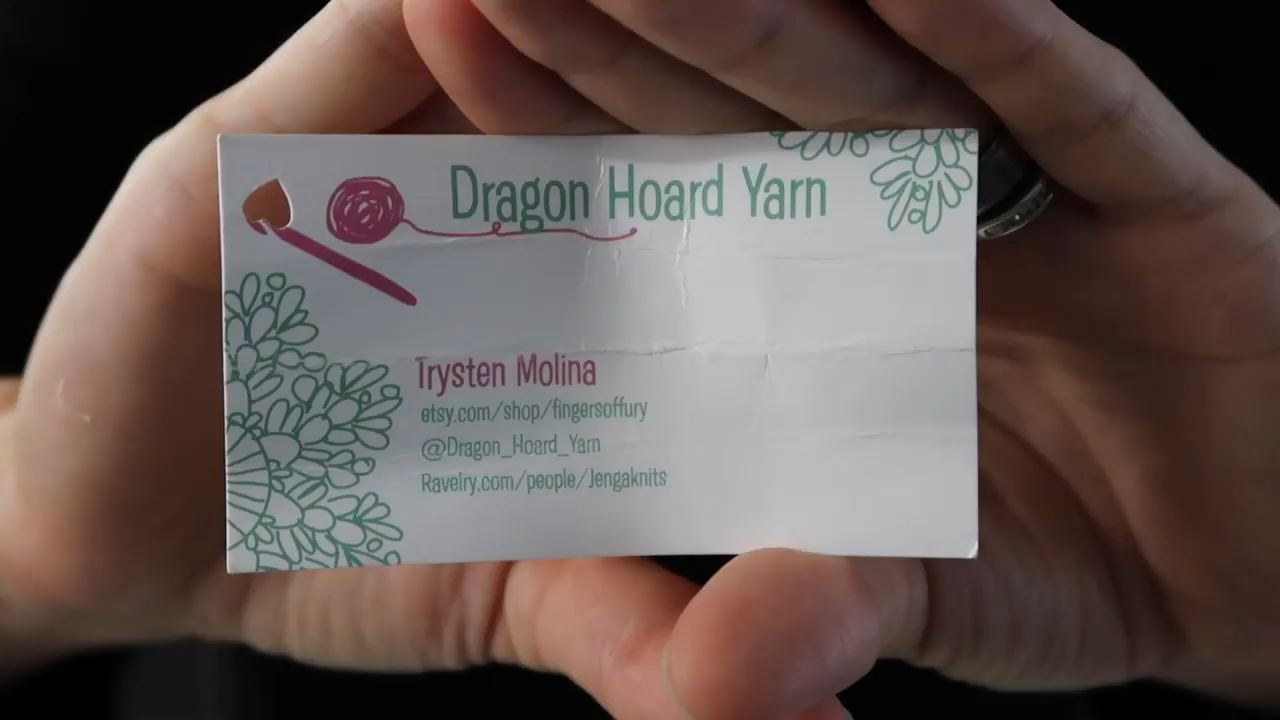 Dragon Hoard Yarn
Trysten Molina
etsy.com/shop/fingersoffury
@Dragon_Hoard_Yarn
Ravelry.com/people/Jengaknits